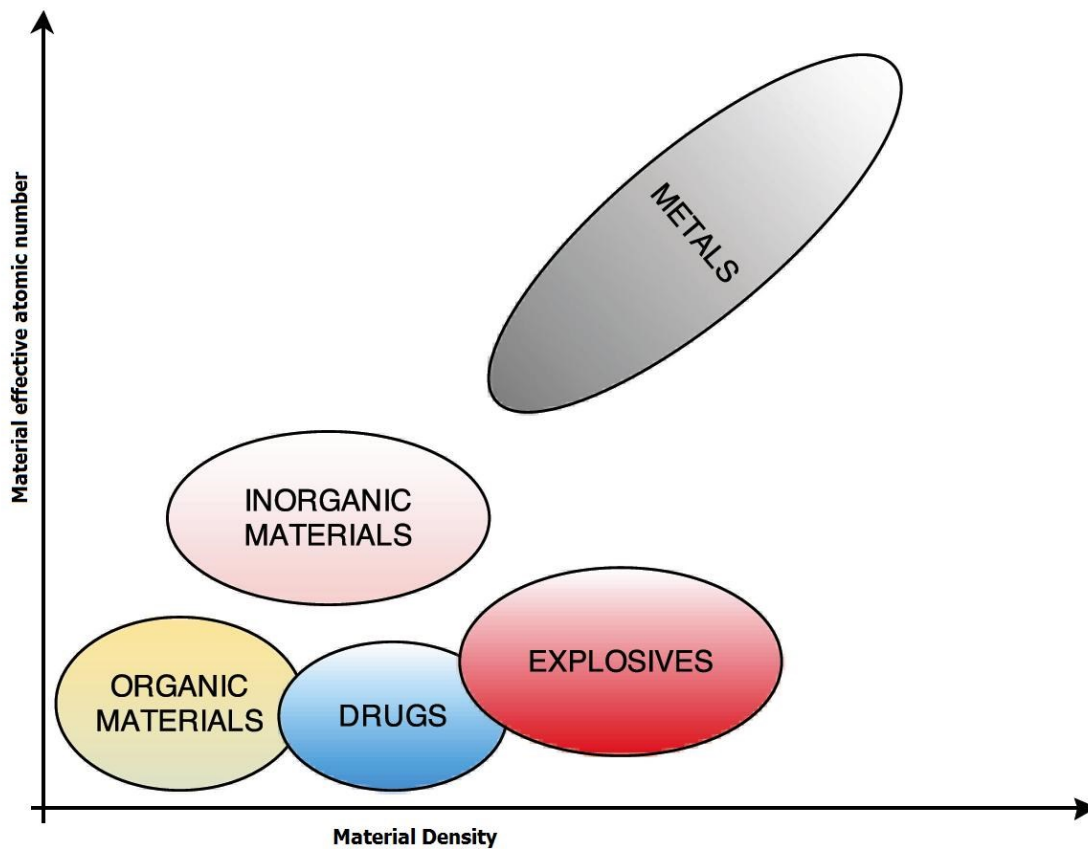 METALS
Material effective atomic number
INORGANIC
MATERIALS
EXPLOSIVES
ORGANIC
MATERIALS
DRUGS
Material Density